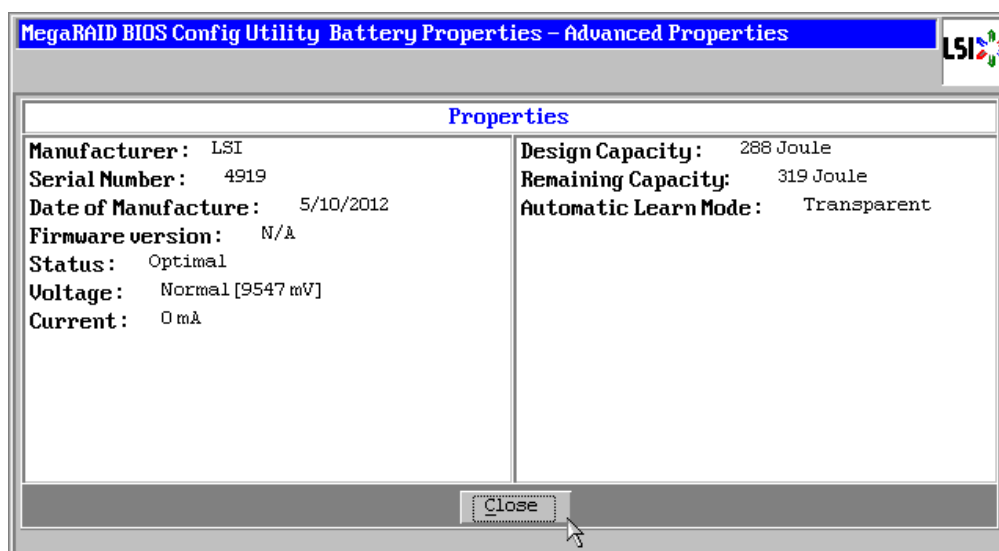 MegaRAID BIOS Config Utility Battery Properties – Advanced Properties
LSI
Properties
Manufacturer: LSI
Serial Number: 4919
Date of Manufacture: 5/10/2012
Firmware version: N/A
Status: Optimal
Voltage: Normal [9547 mV]
Current: 0 mA
Design Capacity: 288 Joule
Remaining Capacity: 319 Joule
Automatic Learn Mode: Transparent
Close